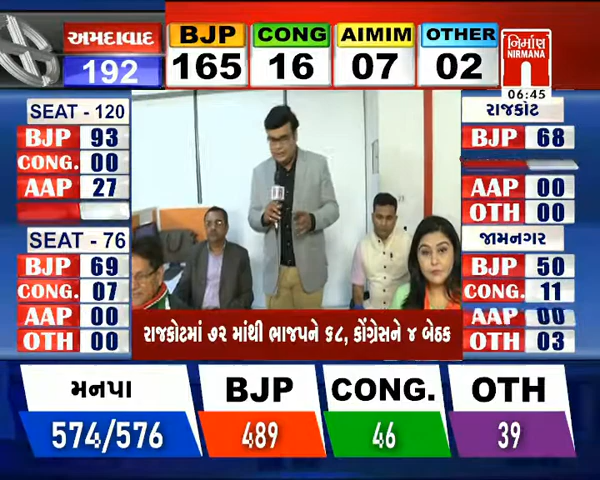 અમદાવાદ
192
BJP
165
CONG
16
AIMIM
07
OTHER
02
નિર્માણ
NIRMANA
06:45
SEAT - 120
BJP 93
CONG. 00
AAP 27
રાજકોટ
BJP 68
AAP 00
OTH 00
SEAT - 76
BJP 69
CONG. 07
AAP 00
OTH 00
જામનગર
BJP 50
CONG. 11
AAP 00
OTH 03
રાજકોટમાં ૭૨ માંથી ભાજપને ૬૮, કોંગ્રેસને ૪ બેઠક
મનપા
574/576
BJP
489
CONG.
46
OTH
39